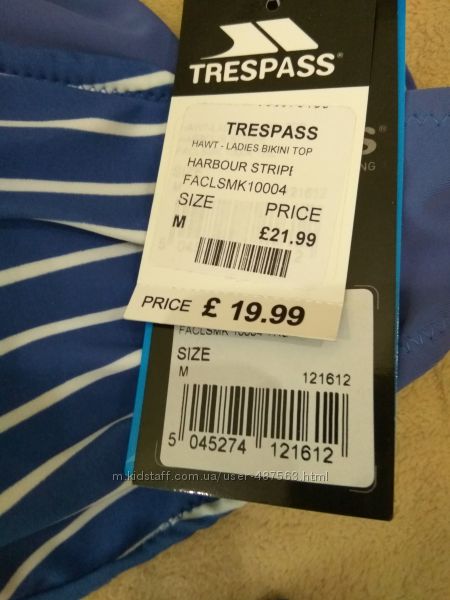 TRESPASS®
TRESPASS
HAWT - LADIES BIKINI TOP
HARBOUR STRIPE
FACLSMK10004
SIZE PRICE
M £21.99
PRICE £ 19.99
SIZE
M 121612
5 045274 121612
m.kidstaff.com.ua/user-487563.html